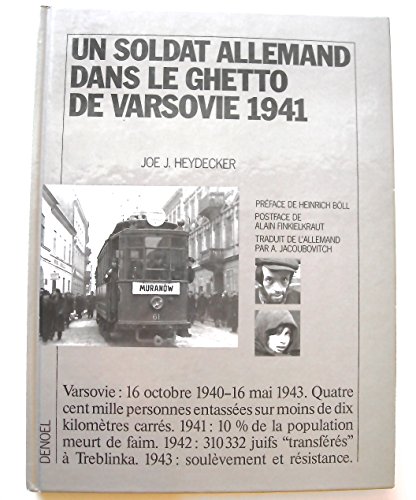 UN SOLDAT ALLEMAND
DANS LE GHETTO
DE VARSOVIE 1941
JOE J. HEYDECKER
PRÉFACE DE HEINRICH BÖLL
POSTFACE DE
ALAIN FINKIELKRAUT
TRADUIT DE L'ALLEMAND
PAR A. JACOUBOVITCH
MURANÓW
61
Varsovie : 16 octobre 1940–16 mai 1943. Quatre
cent mille personnes entassées sur moins de dix
kilomètres carrés. 1941 : 10 % de la population
meurt de faim. 1942 : 310 332 juifs "transférés"
à Treblinka. 1943 : soulèvement et résistance.
DENOEL